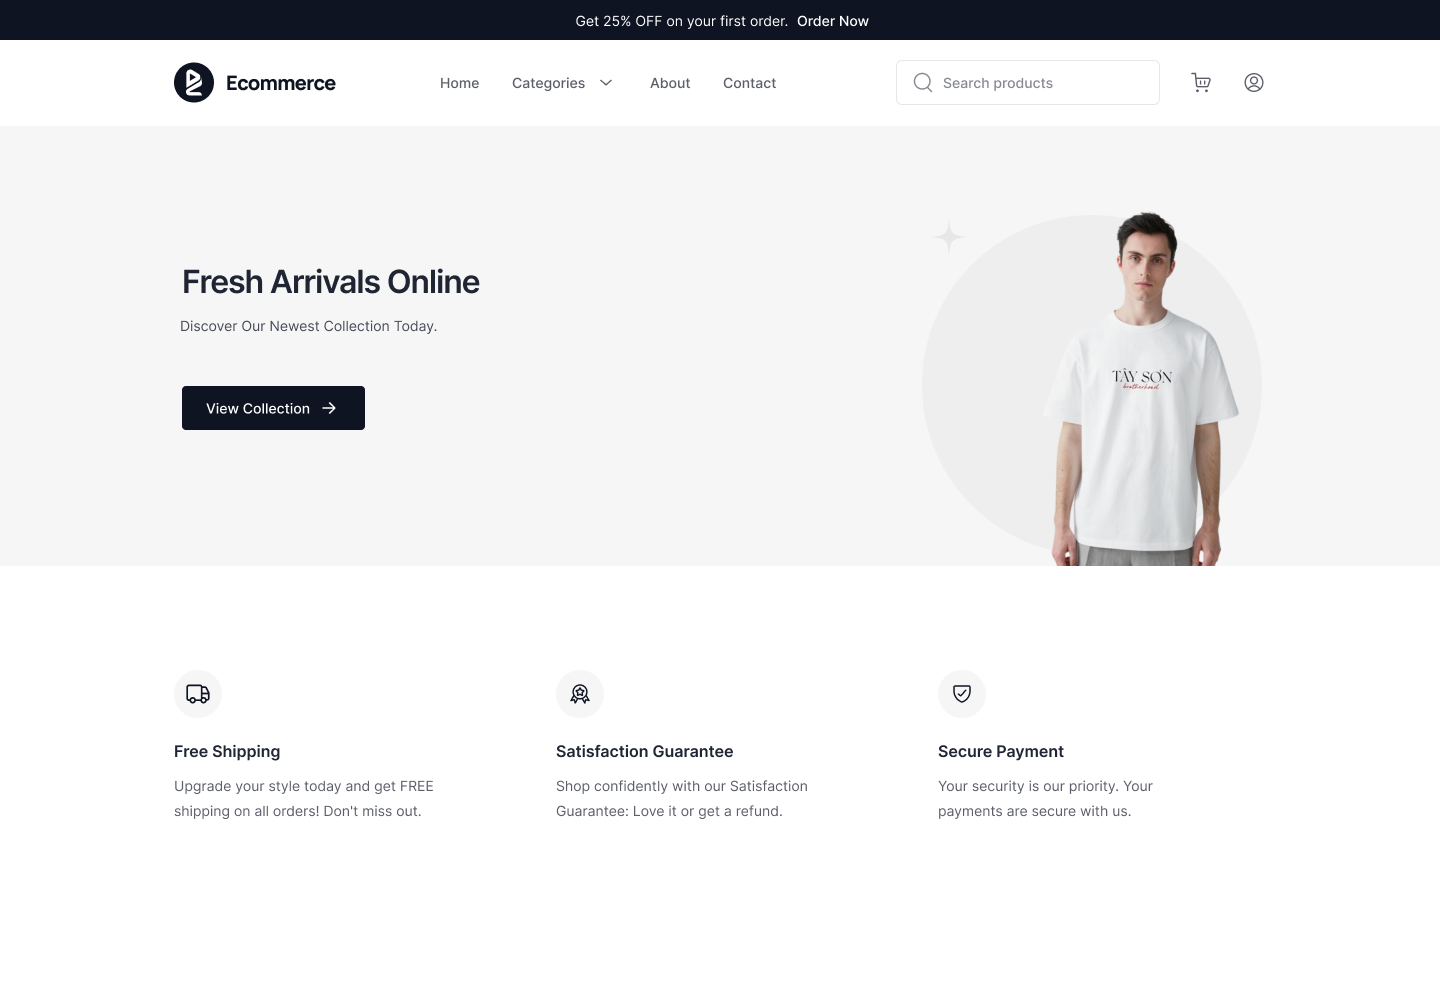 Get 25% OFF on your first order. Order Now
Ecommerce
Home
Categories
About
Contact
Search products
Fresh Arrivals Online
Discover Our Newest Collection Today.
View Collection
TÂY SƠN
brotherhood
Free Shipping
Upgrade your style today and get FREE
shipping on all orders! Don't miss out.
Satisfaction Guarantee
Shop confidently with our Satisfaction
Guarantee: Love it or get a refund.
Secure Payment
Your security is our priority. Your
payments are secure with us.